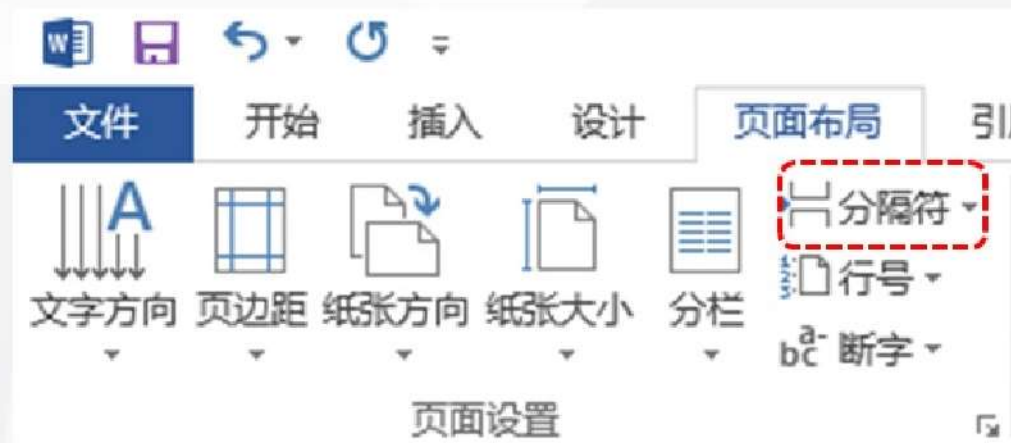 文件 开始 插入 设计 页面布局
文字方向 页边距 纸张方向 纸张大小 分栏
分隔符
行号
断字
页面设置